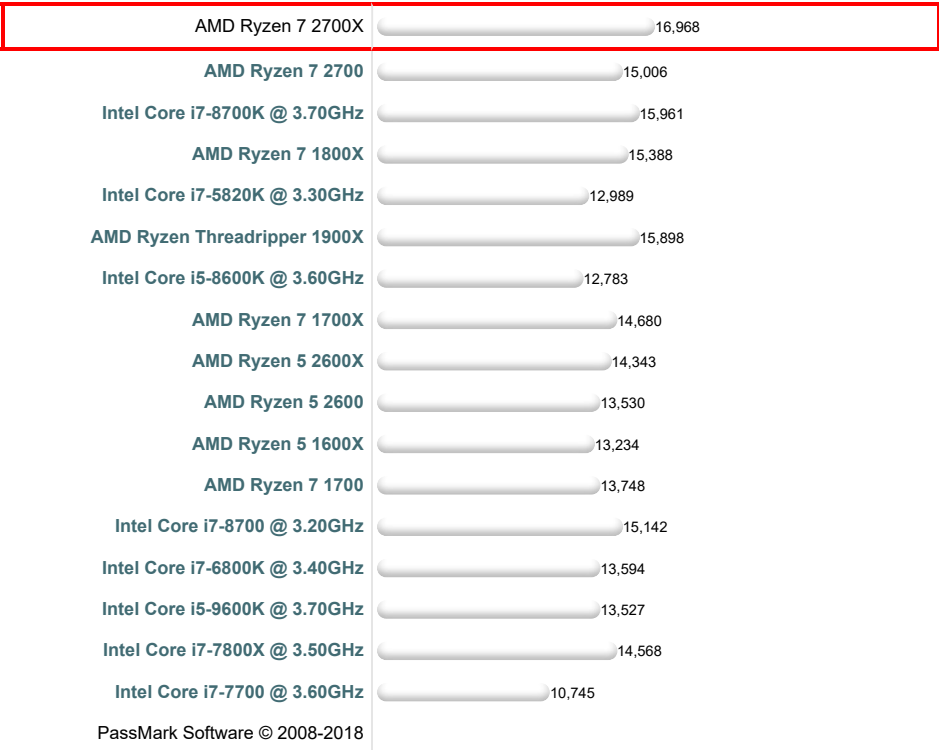 AMD Ryzen 7 2700X 16,968
AMD Ryzen 7 2700 15,006
Intel Core i7-8700K @ 3.70GHz 15,961
AMD Ryzen 7 1800X 15,388
Intel Core i7-5820K @ 3.30GHz 12,989
AMD Ryzen Threadripper 1900X 15,898
Intel Core i5-8600K @ 3.60GHz 12,783
AMD Ryzen 7 1700X 14,680
AMD Ryzen 5 2600X 14,343
AMD Ryzen 5 2600 13,530
AMD Ryzen 5 1600X 13,234
AMD Ryzen 7 1700 13,748
Intel Core i7-8700 @ 3.20GHz 15,142
Intel Core i7-6800K @ 3.40GHz 13,594
Intel Core i5-9600K @ 3.70GHz 13,527
Intel Core i7-7800X @ 3.50GHz 14,568
Intel Core i7-7700 @ 3.60GHz 10,745
PassMark Software © 2008-2018